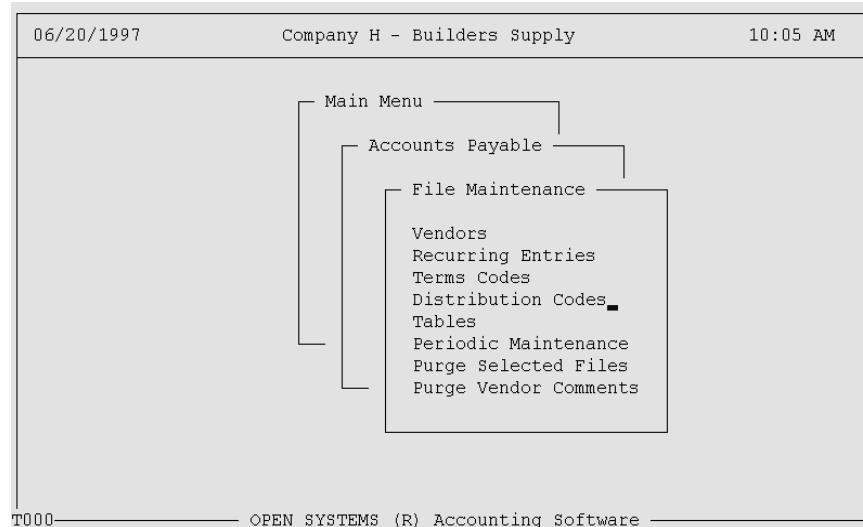 06/20/1997 Company H - Builders Supply 10:05 AM
Main Menu
Accounts Payable
File Maintenance
Vendors
Recurring Entries
Terms Codes
Distribution Codes
Tables
Periodic Maintenance
Purge Selected Files
Purge Vendor Comments
T000 OPEN SYSTEMS (R) Accounting Software